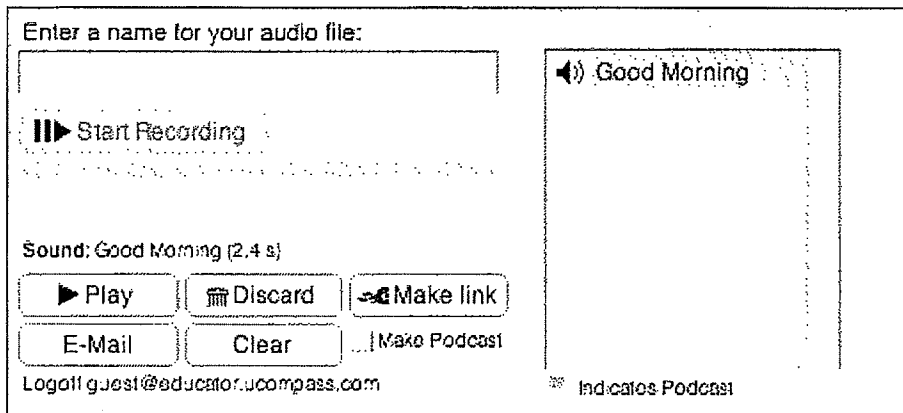 Enter a name for your audio file:
Good Morning
Start Recording
Sound: Good Morning (2.4 s)
Play
Discard
Make link
E-Mail
Clear
Make Podcast
Logoff guest@educator.ucompass.com
Indicates Podcast